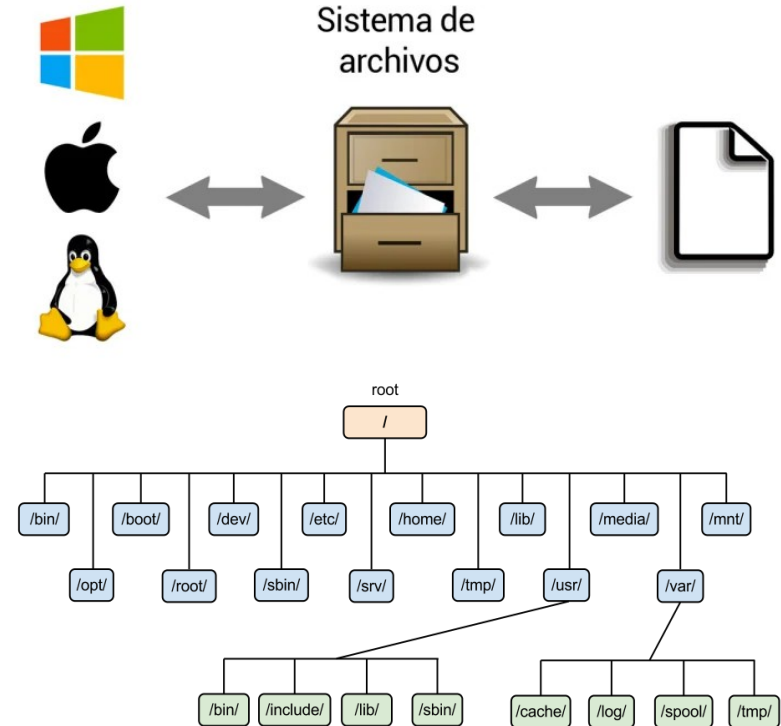 Sistema de
archivos
root
/
/bin/ /boot/ /dev/ /etc/ /home/ /lib/ /media/ /mnt/
/opt/ /root/ /sbin/ /srv/ /tmp/ /usr/ /var/
/bin/ /include/ /lib/ /sbin/ /cache/ /log/ /spool/ /tmp/